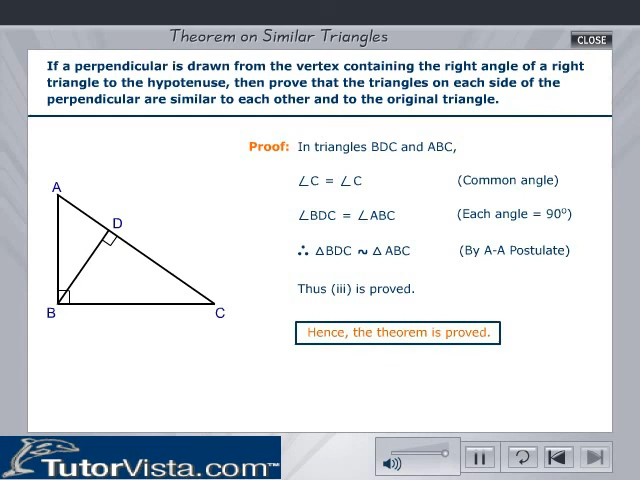 Theorem on Similar Triangles
CLOSE
If a perpendicular is drawn from the vertex containing the right angle of a right
triangle to the hypotenuse, then prove that the triangles on each side of the
perpendicular are similar to each other and to the original triangle.
Proof: In triangles BDC and ABC,
∠C = ∠C (Common angle)
∠BDC = ∠ABC (Each angle = 90⁰)
∴ △BDC ~ △ ABC (By A-A Postulate)
Thus (iii) is proved.
Hence, the theorem is proved.
A
D
B
C
TutorVista.com™